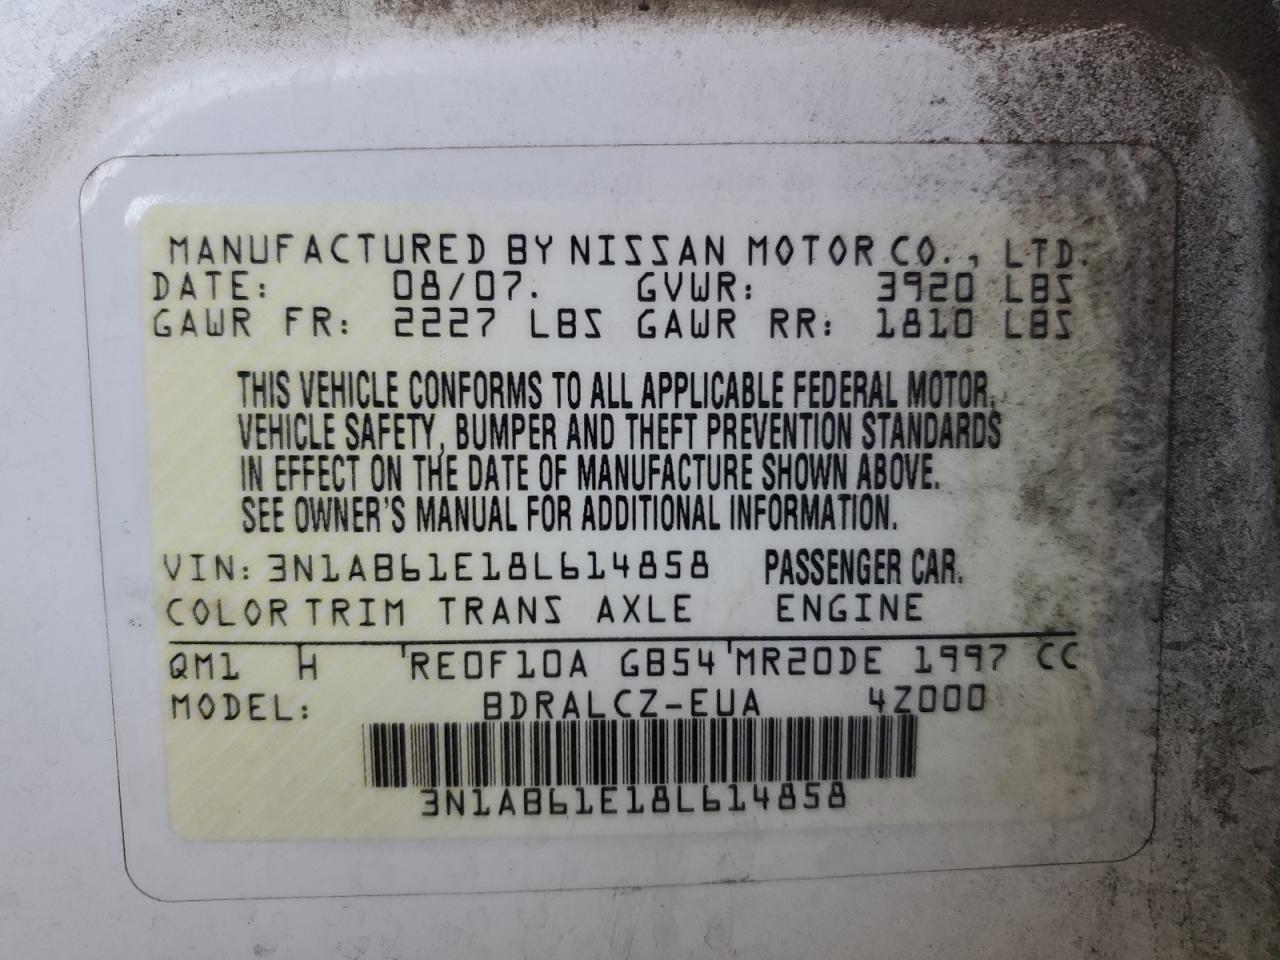 MANUFACTURED BY NISSAN MOTOR CO., LTD.
DATE: 08/07. GVWR: 3920 LBS
GAWR FR: 2227 LBS GAWR RR: 1810 LBS
THIS VEHICLE CONFORMS TO ALL APPLICABLE FEDERAL MOTOR,
VEHICLE SAFETY, BUMPER AND THEFT PREVENTION STANDARDS
IN EFFECT ON THE DATE OF MANUFACTURE SHOWN ABOVE.
SEE OWNER'S MANUAL FOR ADDITIONAL INFORMATION.
VIN: 3N1AB61E18L614858 PASSENGER CAR.
COLOR TRIM TRANS AXLE ENGINE
QM1 H 'RE0F10A GB54'MR20DE 1997 CC
MODEL: BDRALCZ-EUA 4Z000
3N1AB61E18L614858